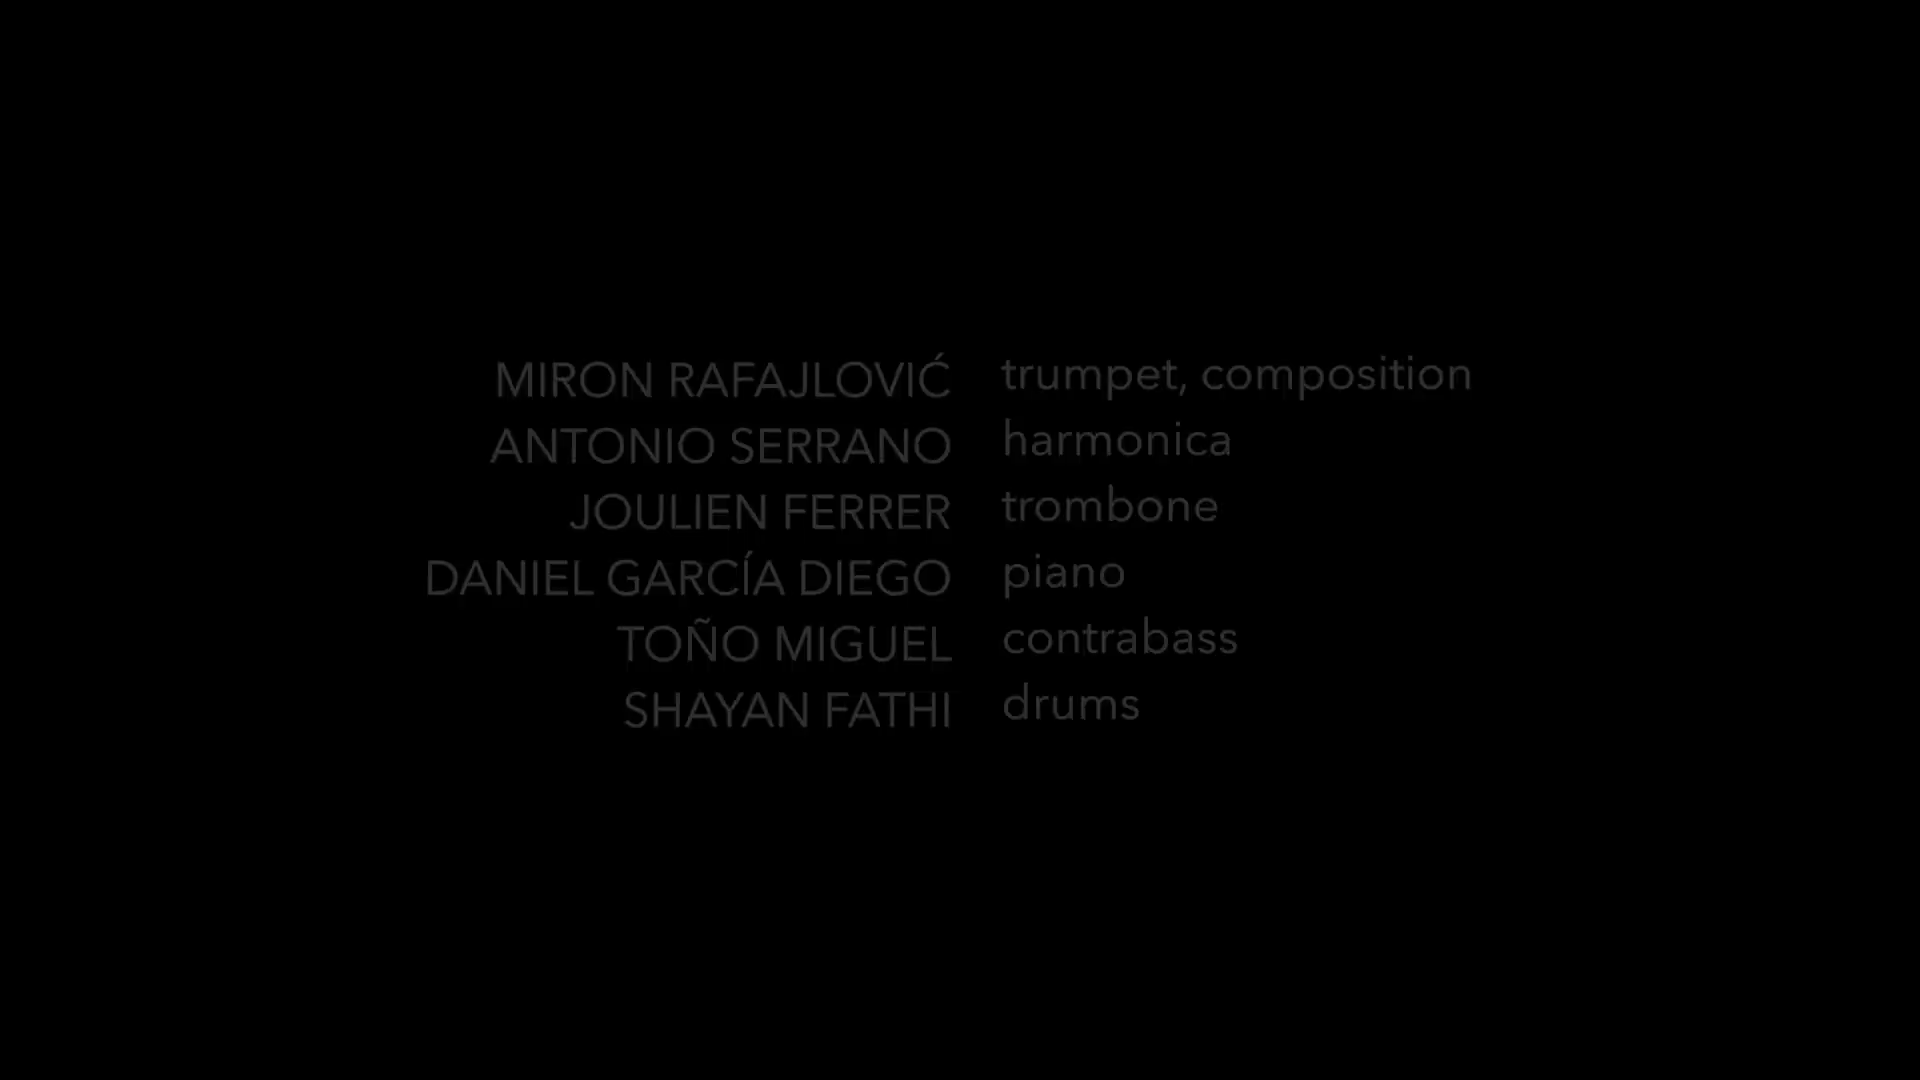 MIRON RAFAJLOVIĆ trumpet, composition
ANTONIO SERRANO harmonica
JOULIEN FERRER trombone
DANIEL GARCÍA DIEGO piano
TOÑO MIGUEL contrabass
SHAYAN FATHI drums